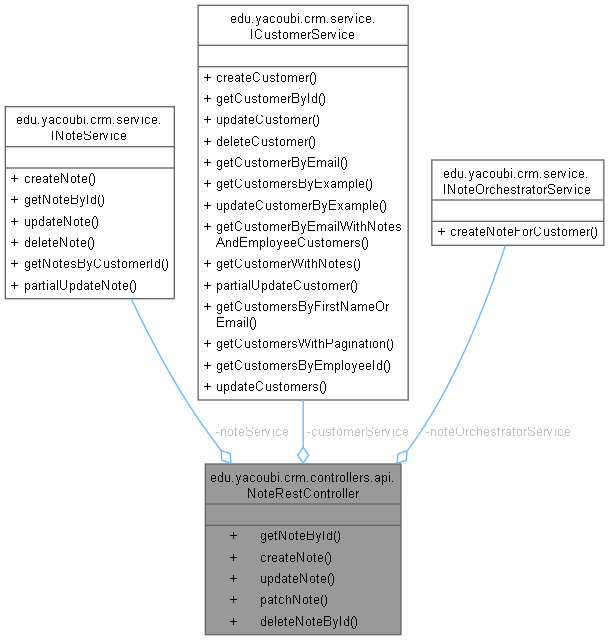 edu.yacoubi.crm.service.
ICustomerService
+ createCustomer()
+ getCustomerById()
+ updateCustomer()
+ deleteCustomer()
+ getCustomerByEmail()
+ getCustomersByExample()
+ updateCustomerByExample()
+ getCustomerByEmailWithNotes
AndEmployeeCustomers()
+ getCustomerWithNotes()
+ partialUpdateCustomer()
+ getCustomersByFirstNameOr
Email()
+ getCustomersWithPagination()
+ getCustomersByEmployeeId()
+ updateCustomers()
edu.yacoubi.crm.service.
INoteService
+ createNote()
+ getNoteById()
+ updateNote()
+ deleteNote()
+ getNotesByCustomerId()
+ partialUpdateNote()
edu.yacoubi.crm.service.
INoteOrchestratorService
+ createNoteForCustomer()
-noteService
-customerService
-noteOrchestratorService
edu.yacoubi.crm.controllers.api.
NoteRestController
+ getNoteById()
+ createNote()
+ updateNote()
+ patchNote()
+ deleteNoteById()